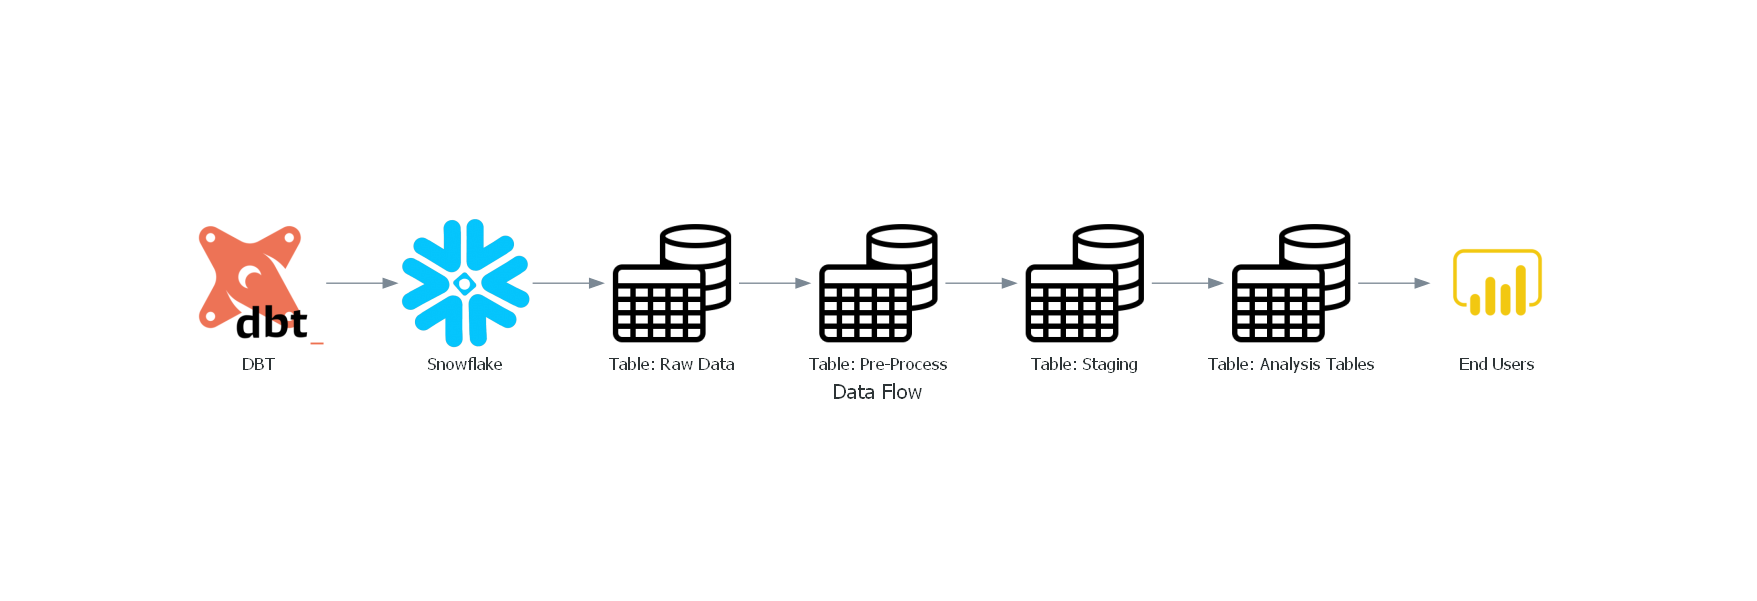 dbt_
DBT
Snowflake
Table: Raw Data
Table: Pre-Process
Table: Staging
Table: Analysis Tables
End Users
Data Flow